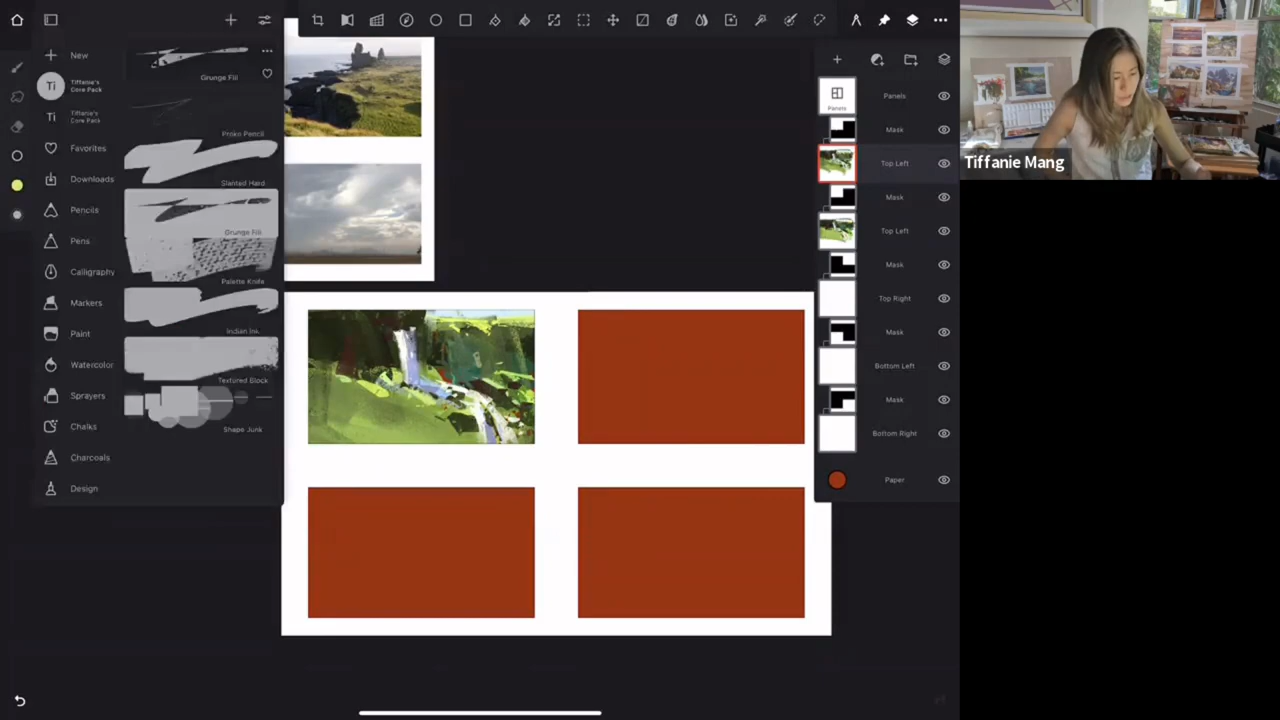 New
Grunge Fill
Ti
Tiffanie's
Core Pack
Ti
Tiffanie's
Core Pack
Proko Pencil
Favorites
Downloads
Slanted Hard
Pencils
Grunge Fill
Pens
Calligraphy
Palette Knife
Markers
Indian Ink
Paint
Watercolor
Textured Block
Sprayers
Chalks
Shape Junk
Charcoals
Design
Panels
Panels
Mask
Top Left
Mask
Top Left
Mask
Top Right
Mask
Bottom Left
Mask
Bottom Right
Paper
Tiffanie Mang